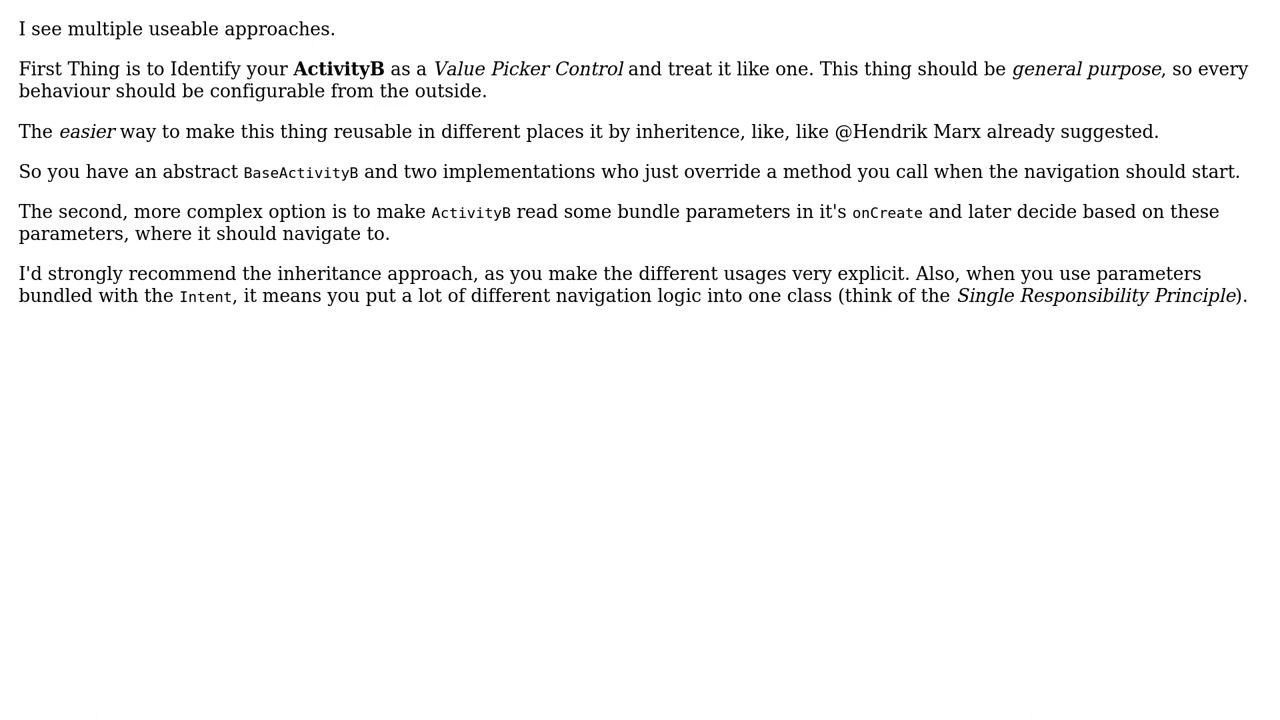 I see multiple useable approaches.
First Thing is to Identify your ActivityB as a Value Picker Control and treat it like one. This thing should be general purpose, so every
behaviour should be configurable from the outside.
The easier way to make this thing reusable in different places it by inheritence, like, like @Hendrik Marx already suggested.
So you have an abstract BaseActivityB and two implementations who just override a method you call when the navigation should start.
The second, more complex option is to make ActivityB read some bundle parameters in it's onCreate and later decide based on these
parameters, where it should navigate to.
I'd strongly recommend the inheritance approach, as you make the different usages very explicit. Also, when you use parameters
bundled with the Intent, it means you put a lot of different navigation logic into one class (think of the Single Responsibility Principle).